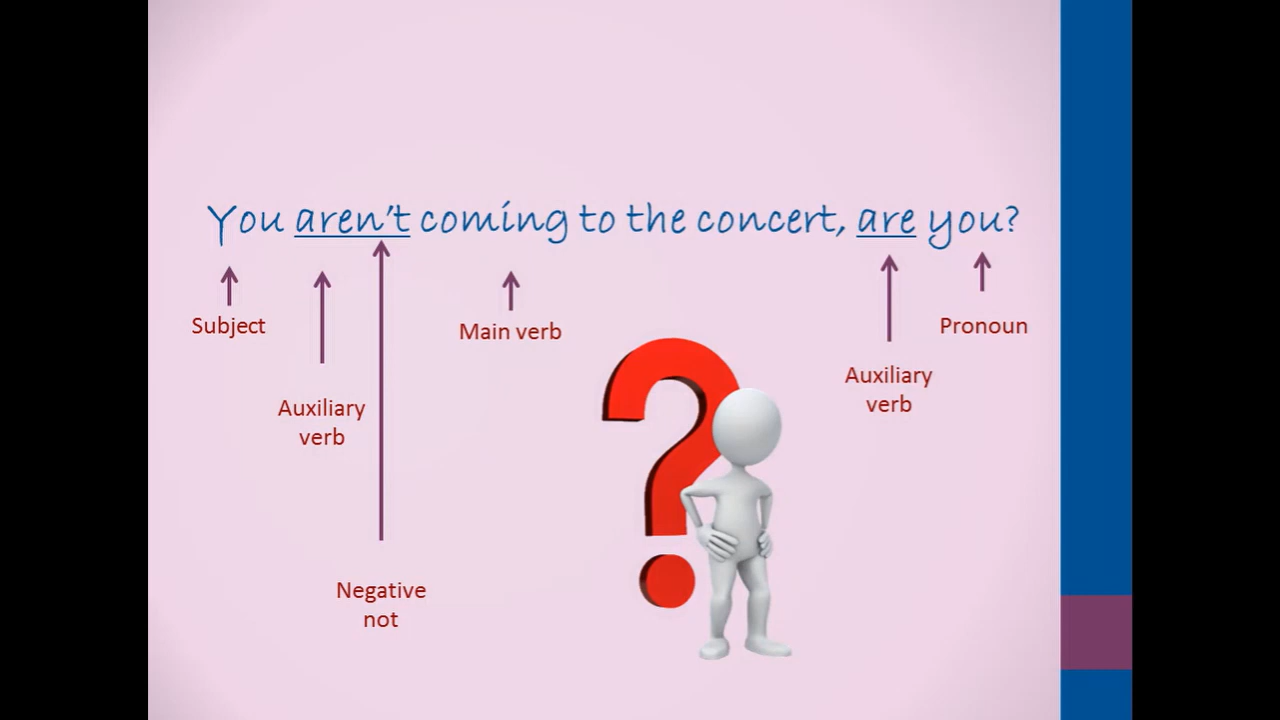 You aren't coming to the concert, are you?
Subject
Main verb
Pronoun
Auxiliary
verb
Auxiliary
verb
Negative
not